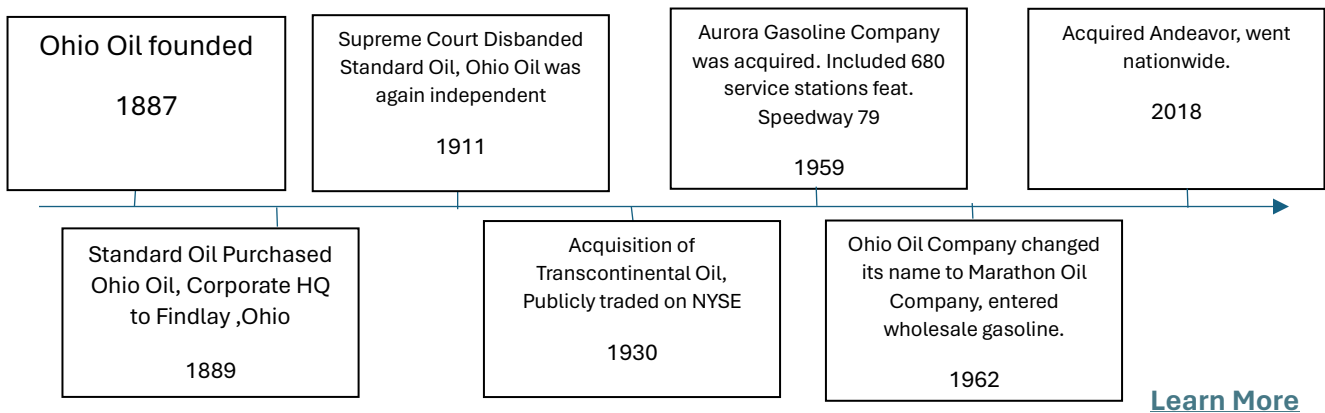 Ohio Oil founded
1887
Supreme Court Disbanded
Standard Oil, Ohio Oil was
again independent
1911
Aurora Gasoline Company
was acquired. Included 680
service stations feat.
Speedway 79
1959
Acquired Andeavor, went
nationwide.
2018
Standard Oil Purchased
Ohio Oil, Corporate HQ
to Findlay ,Ohio
1889
Acquisition of
Transcontinental Oil,
Publicly traded on NYSE
1930
Ohio Oil Company changed
its name to Marathon Oil
Company, entered
wholesale gasoline.
1962
Learn More